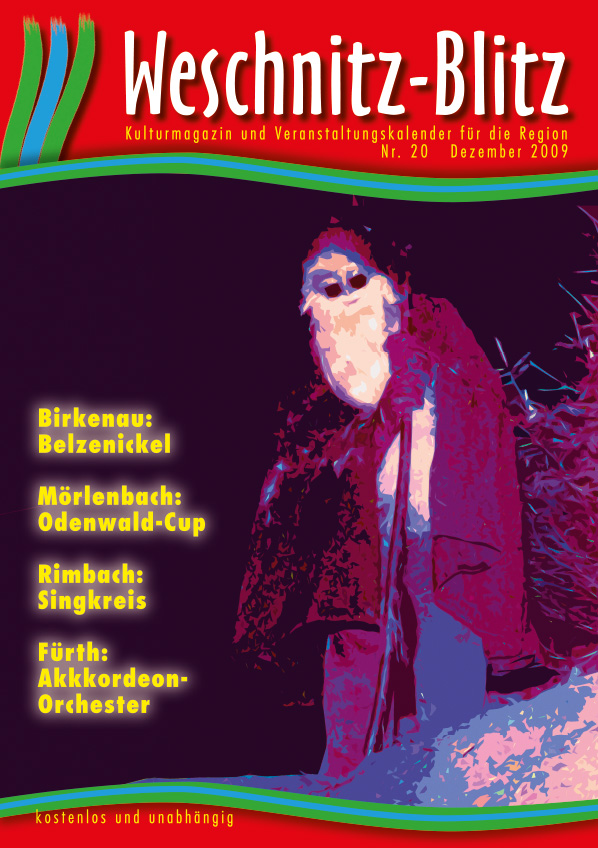 Weschnitz-Blitz
Kulturmagazin und Veranstaltungskalender für die Region
Nr. 20 Dezember 2009
Birkenau:
Belzenickel
Mörlenbach:
Odenwald-Cup
Rimbach:
Singkreis
Fürth:
Akkkordeon-
Orchester
kostenlos und unabhängig